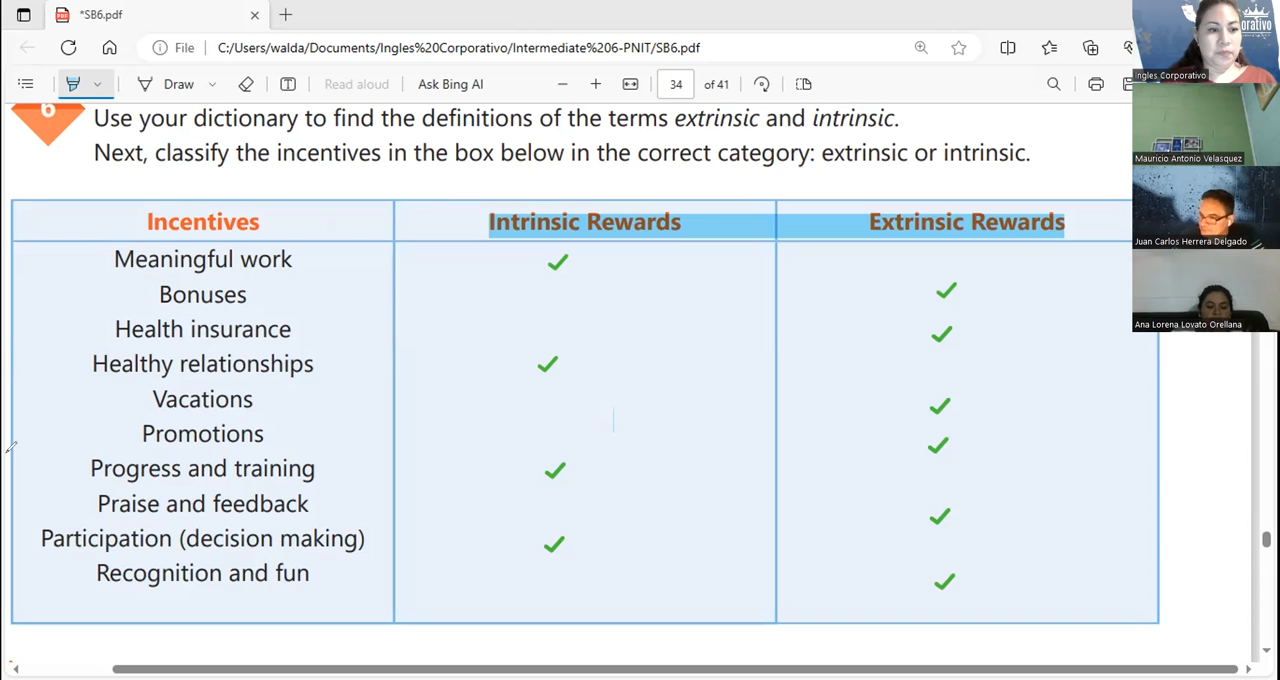 *SB6.pdf
File
C:/Users/walda/Documents/Ingles%20Corporativo/Intermediate%206-PNIT/SB6.pdf
Draw
Read aloud
Ask Bing AI
34
of 41
6
Use your dictionary to find the definitions of the terms extrinsic and intrinsic.
Next, classify the incentives in the box below in the correct category: extrinsic or intrinsic.
Incentives
Intrinsic Rewards
Extrinsic Rewards
Meaningful work
Bonuses
Health insurance
Healthy relationships
Vacations
Promotions
Progress and training
Praise and feedback
Participation (decision making)
Recognition and fun
Ingles Corporativo
Mauricio Antonio Velasquez
Juan Carlos Herrera Delgado
Ana Lorena Lovato Orellana